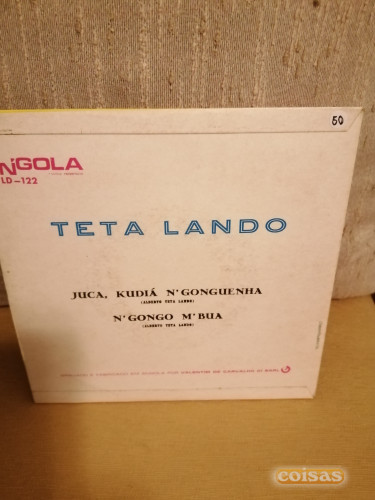 50
NGOLA
LD-122
TETA LANDO
JUCA, KUDIÁ N'GONGUENHA
(ALBERTO TETA LANDO)
N'GONGO M'BUA
(ALBERTO TETA LANDO)
coisas